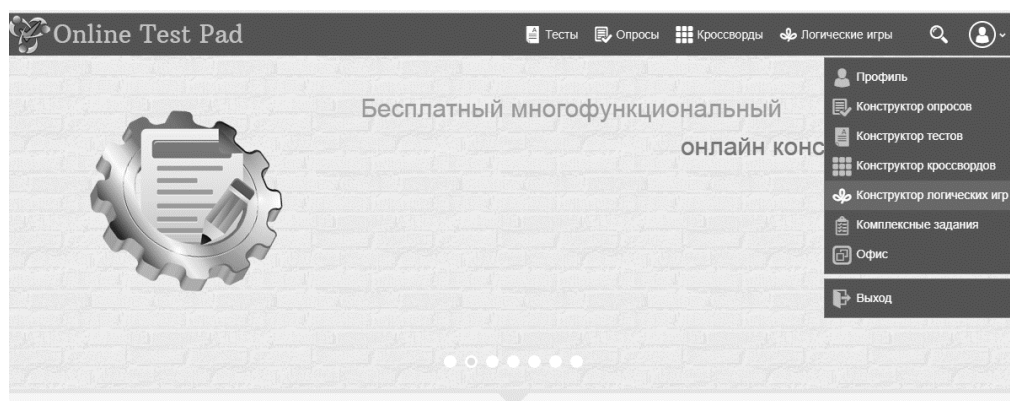 Online Test Pad
Тесты Опросы Кроссворды Логические игры
Профиль
Бесплатный многофункциональный
Конструктор опросов
онлайн конс
Конструктор тестов
Конструктор кроссвордов
Конструктор логических игр
Комплексные задания
Офис
Выход